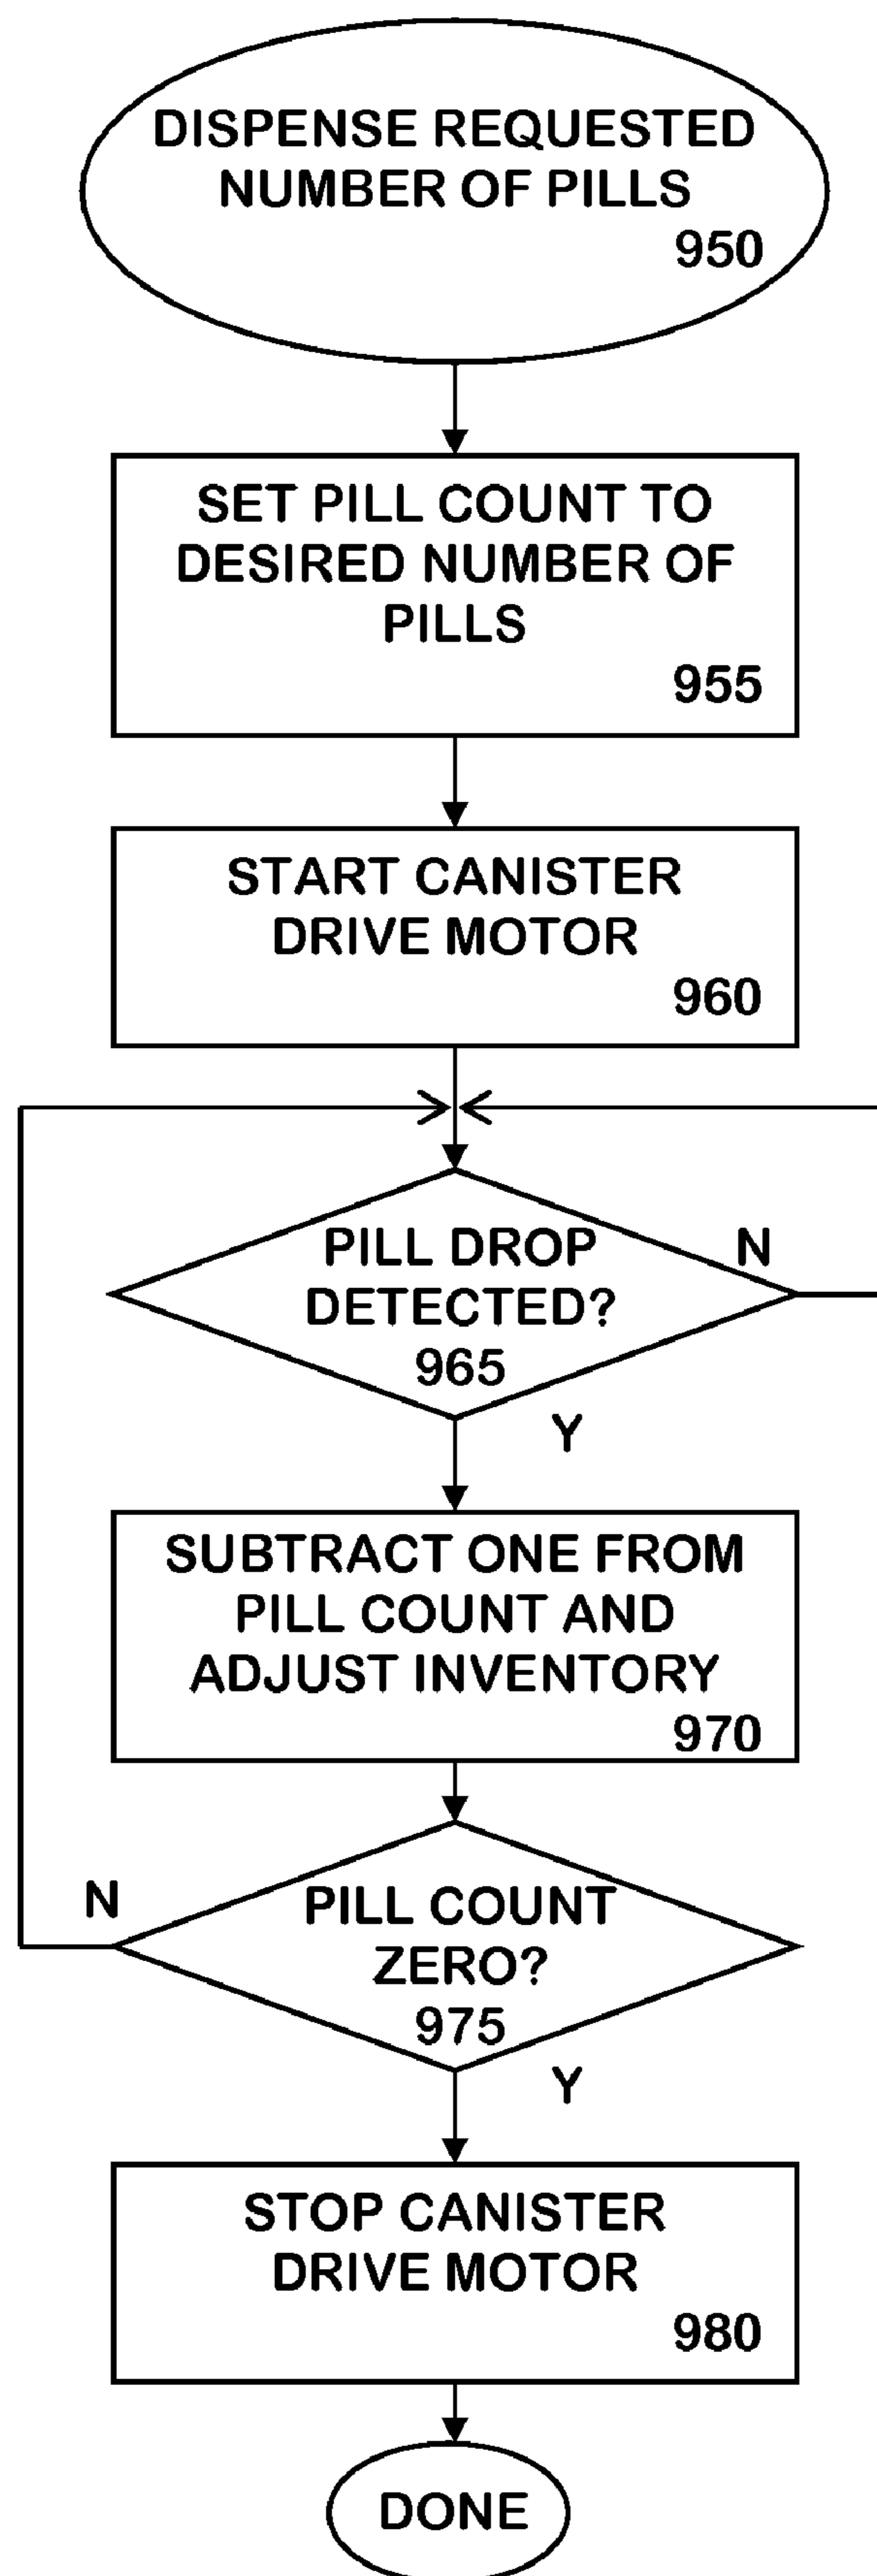 DISPENSE REQUESTED
NUMBER OF PILLS
950
SET PILL COUNT TO
DESIRED NUMBER OF
PILLS
955
START CANISTER
DRIVE MOTOR
960
PILL DROP
DETECTED?
965
N
Y
SUBTRACT ONE FROM
PILL COUNT AND
ADJUST INVENTORY
970
PILL COUNT
ZERO?
975
N
Y
STOP CANISTER
DRIVE MOTOR
980
DONE